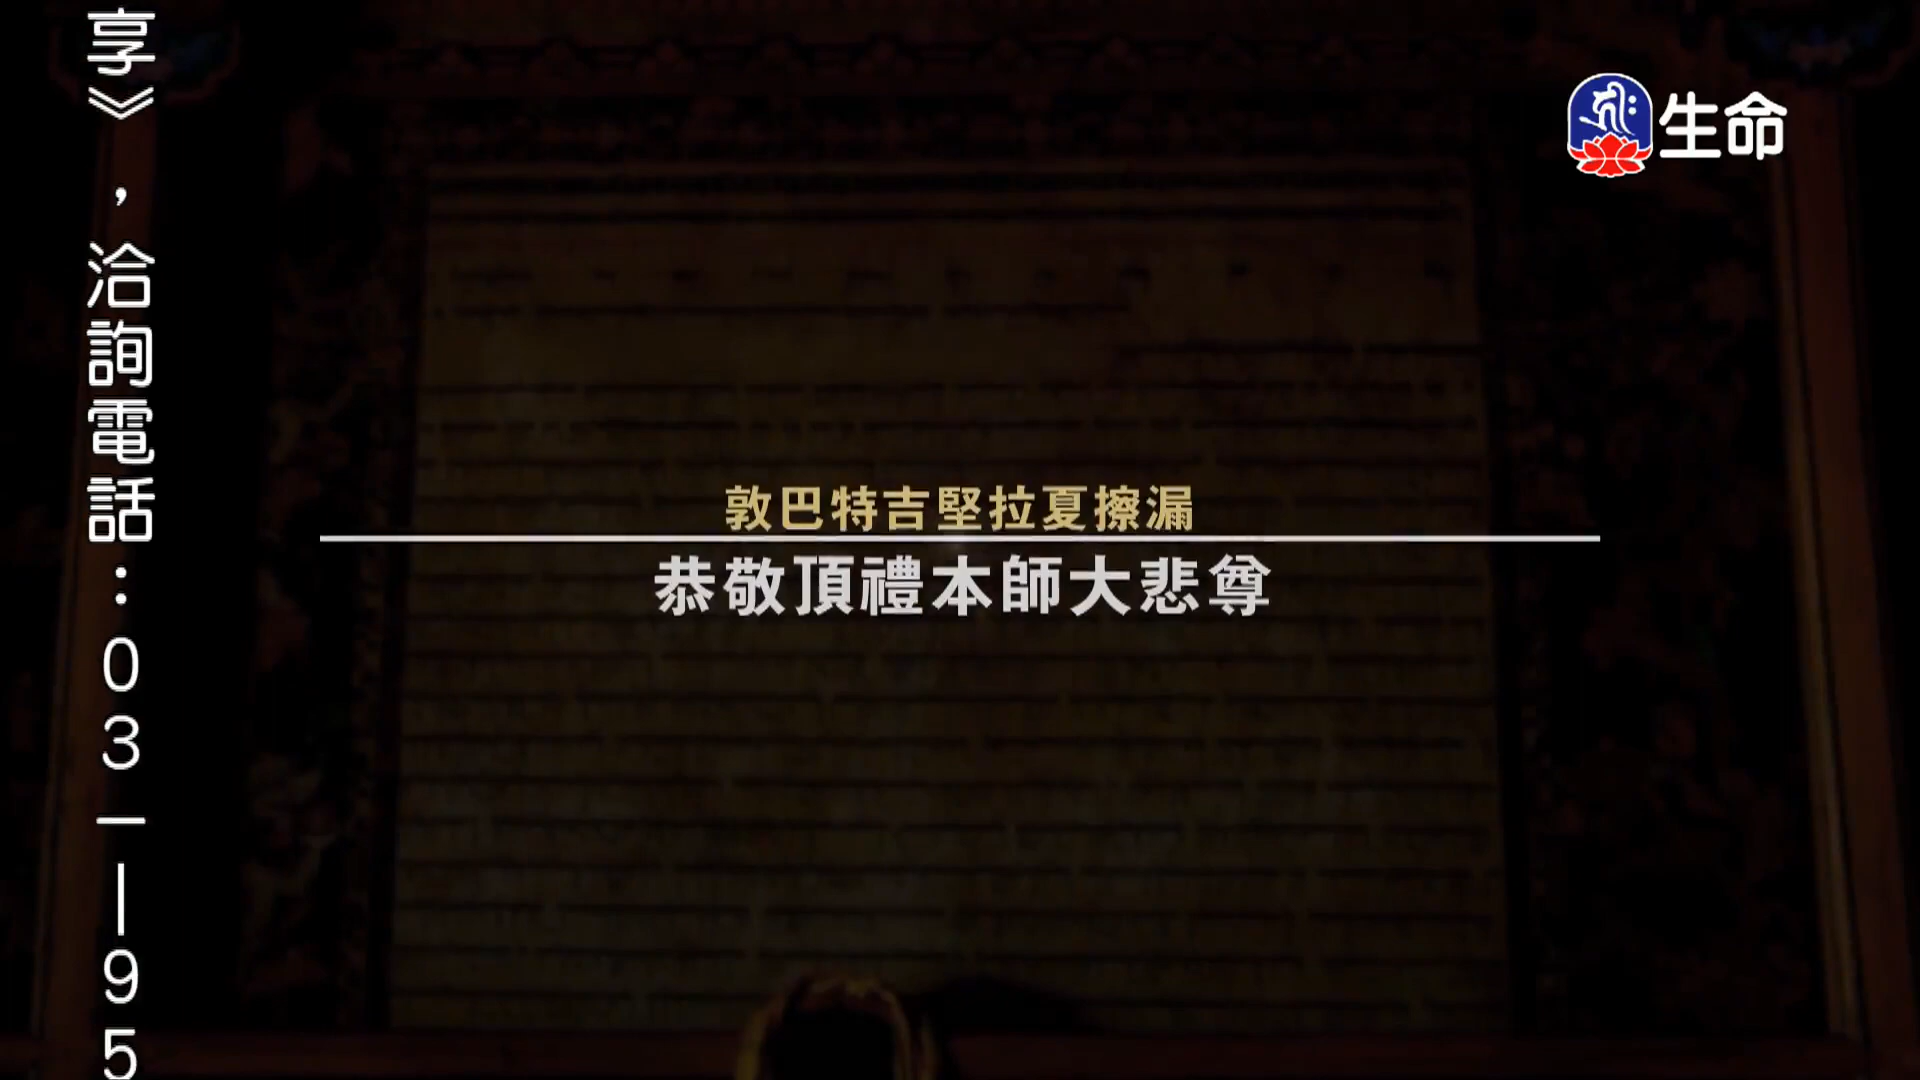 享》，洽詢電話：03－｜95
生命
敦巴特吉堅拉夏擦漏
恭敬頂禮本師大悲尊